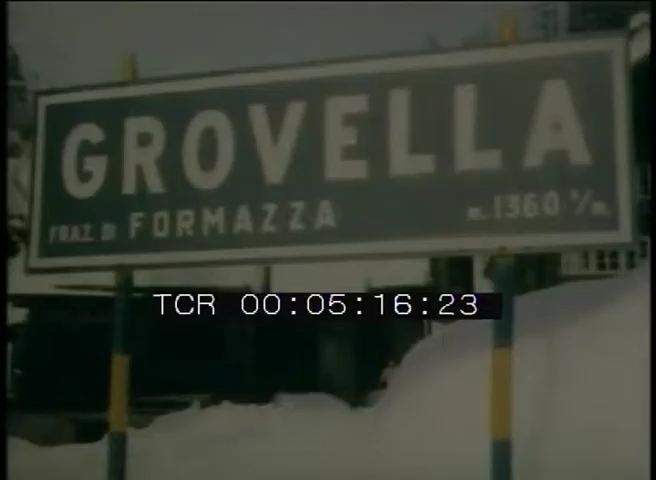 GROVELLA
FRAZ. DI FORMAZZA m. 1360 s/m.
TCR 00:05:16:23